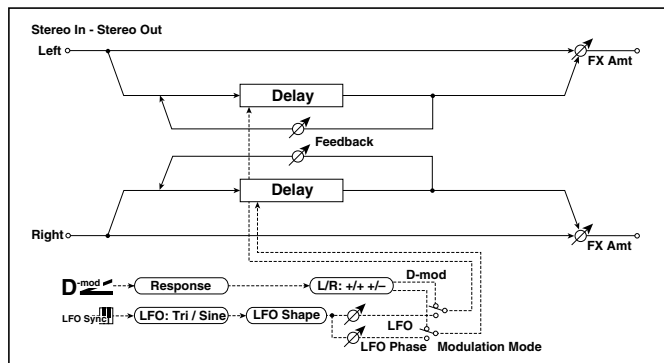 Stereo In - Stereo Out
Left
FX Amt
Delay
Feedback
Delay
Right
FX Amt
D-mod
Response
L/R: +/+ +/–
D-mod
LFO Sync
LFO: Tri / Sine
LFO Shape
LFO
LFO Phase
Modulation Mode